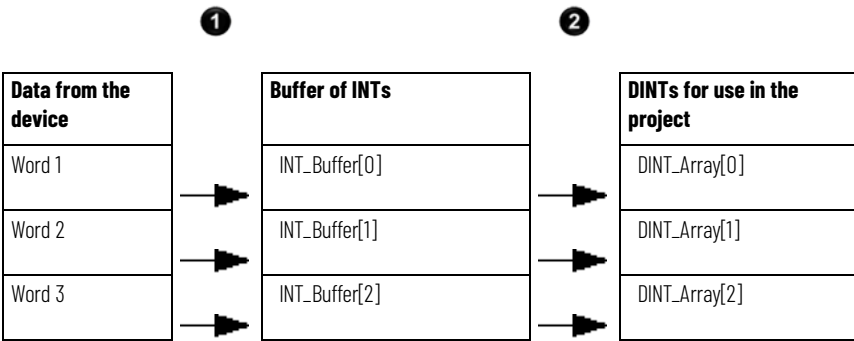 1 2
Data from the device Buffer of INTs DINTs for use in the project
Word 1 INT_Buffer[0] DINT_Array[0]
Word 2 INT_Buffer[1] DINT_Array[1]
Word 3 INT_Buffer[2] DINT_Array[2]